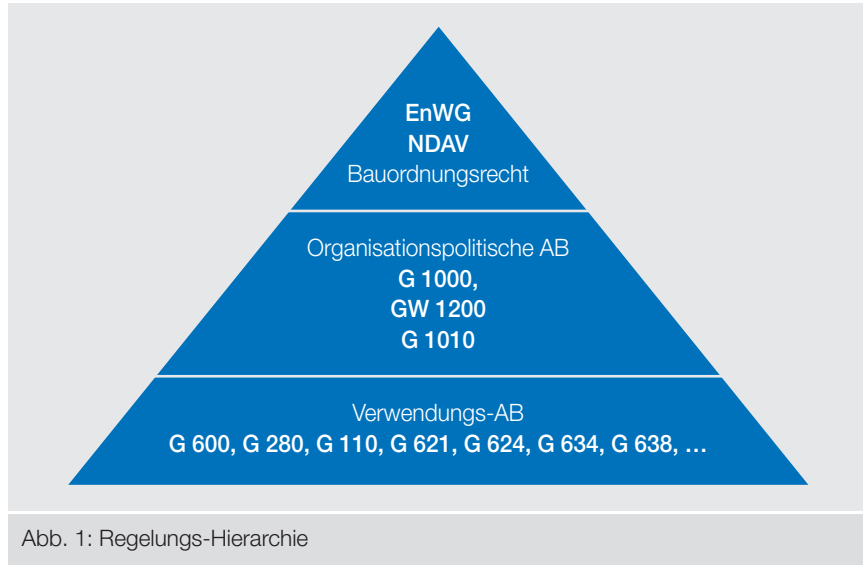 EnWG
NDAV
Bauordnungsrecht
Organisationspolitische AB
G 1000,
GW 1200
G 1010
Verwendungs-AB
G 600, G 280, G 110, G 621, G 624, G 634, G 638, …
Abb. 1: Regelungs-Hierarchie